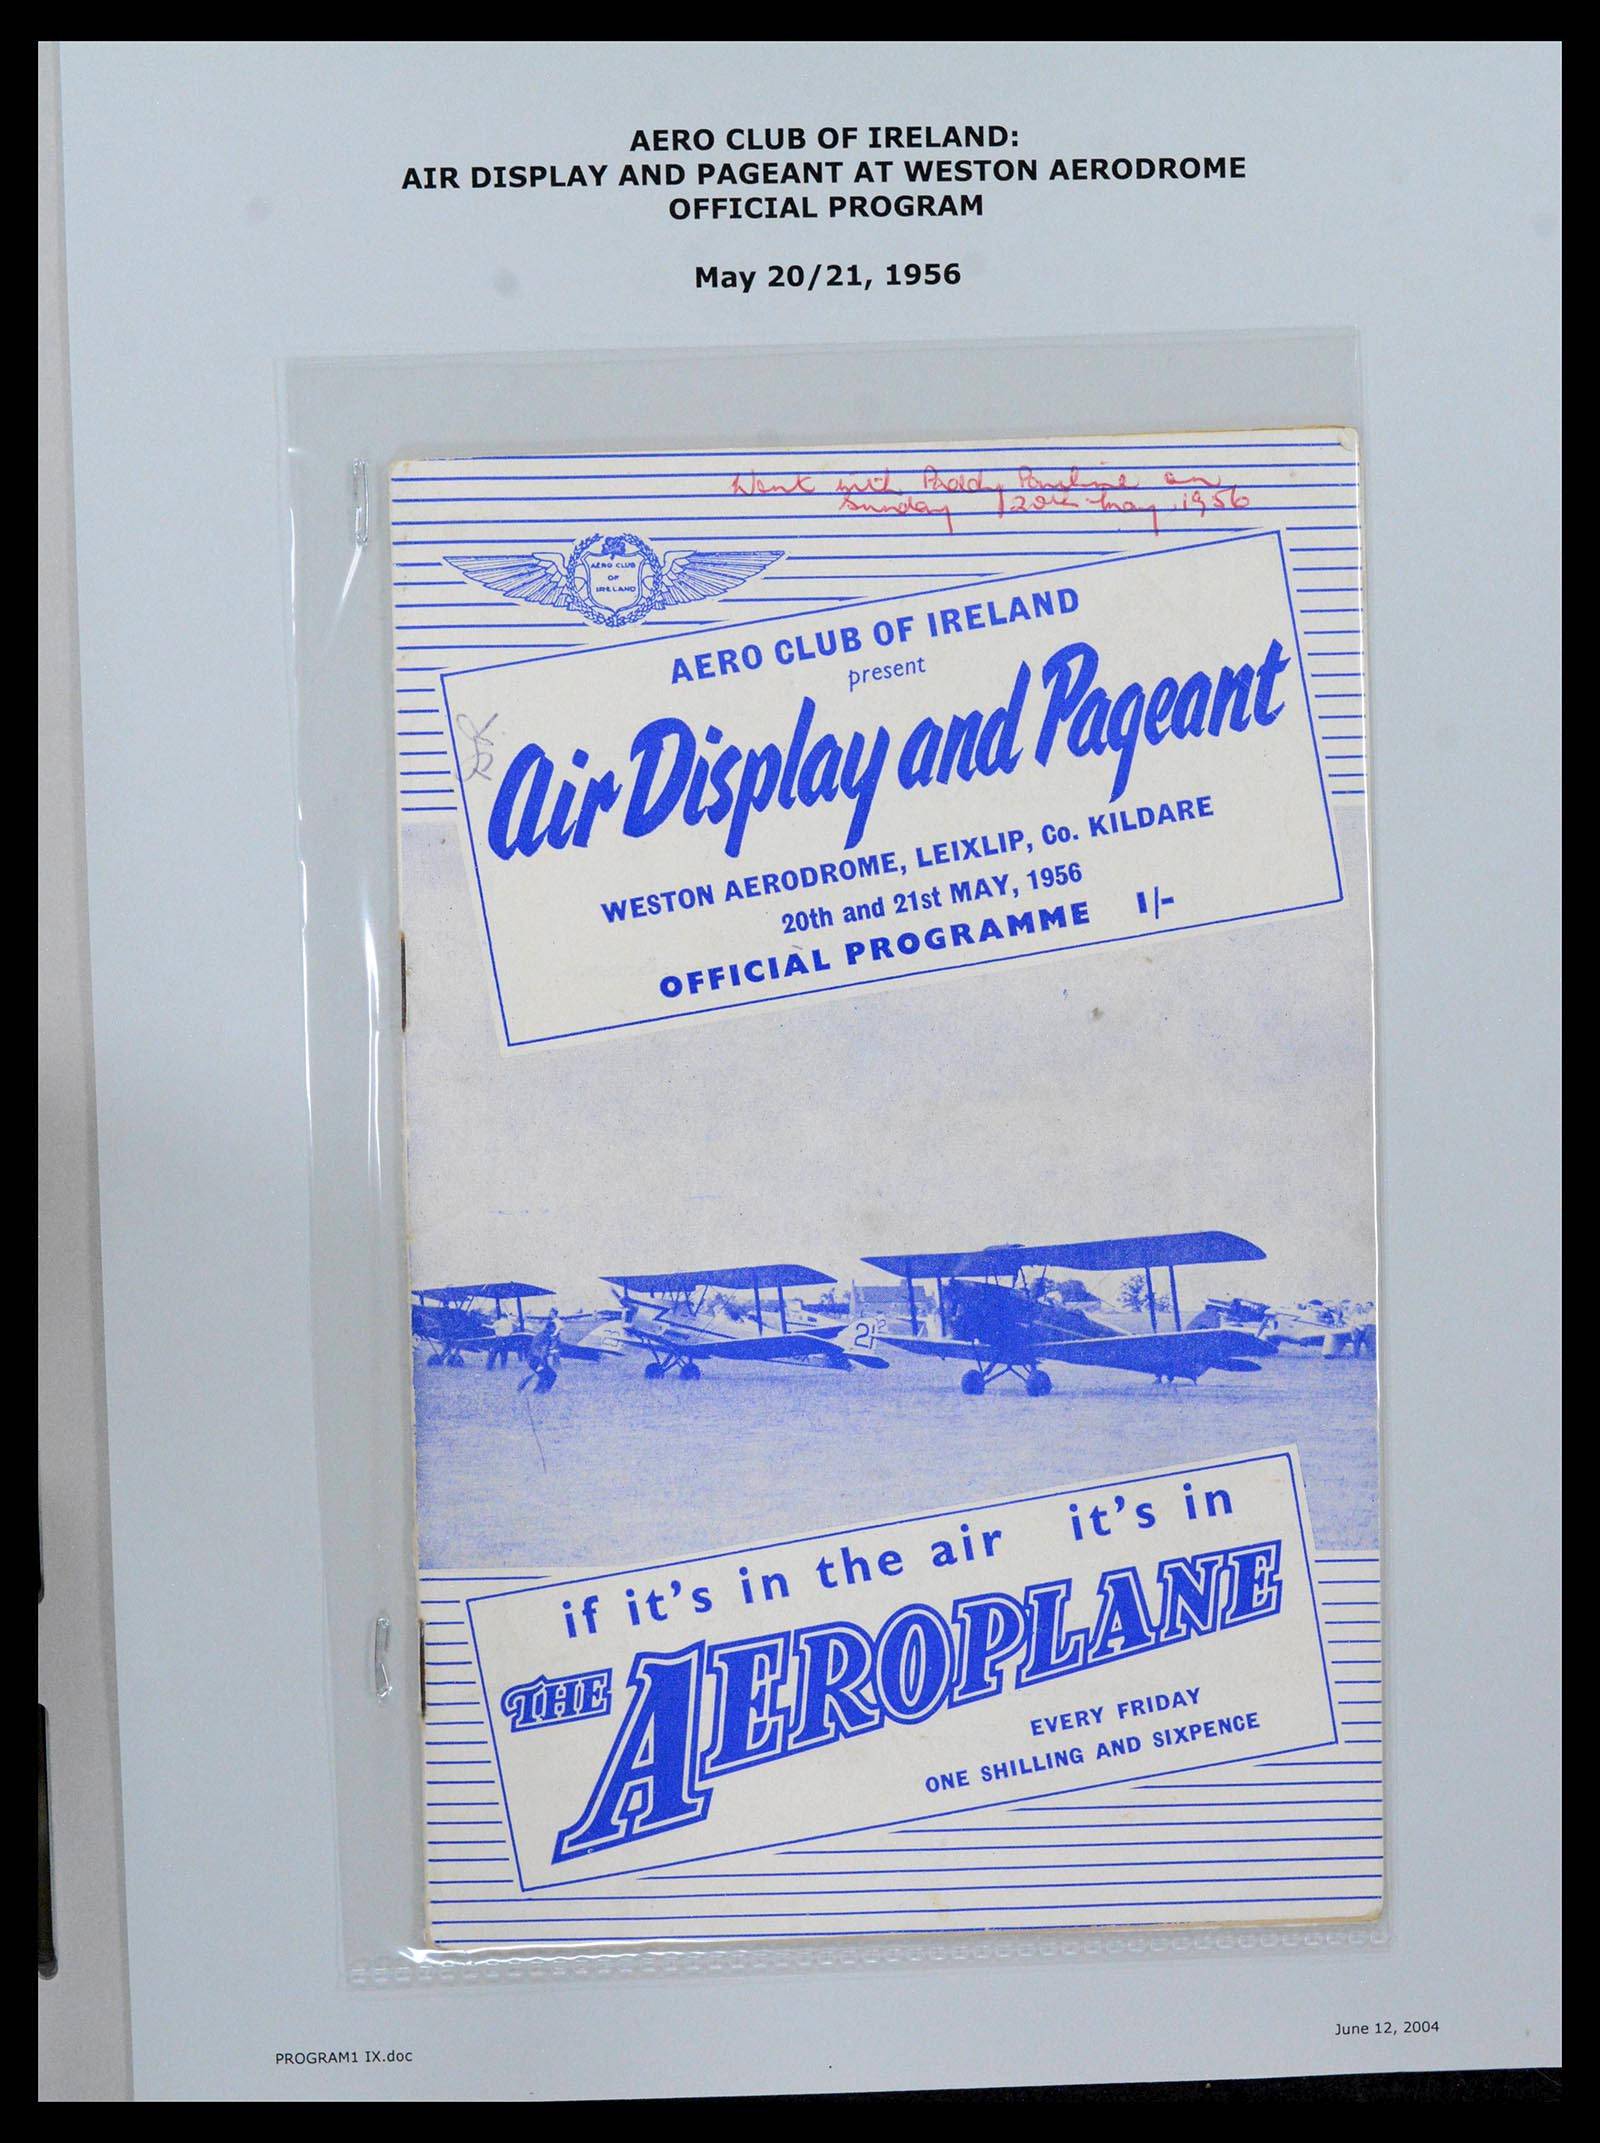 AERO CLUB OF IRELAND:
AIR DISPLAY AND PAGEANT AT WESTON AERODROME
OFFICIAL PROGRAM
May 20/21, 1956
Went with Paddy Pauline on
Sunday 20th May 1956
AERO CLUB
OF
IRELAND
AERO CLUB OF IRELAND
present
Air Display and Pageant
WESTON AERODROME, LEIXLIP, Co. KILDARE
20th and 21st MAY, 1956
OFFICIAL PROGRAMME 1/-
if it's in the air it's in
THE AEROPLANE
EVERY FRIDAY
ONE SHILLING AND SIXPENCE
June 12, 2004
PROGRAM1 IX.doc